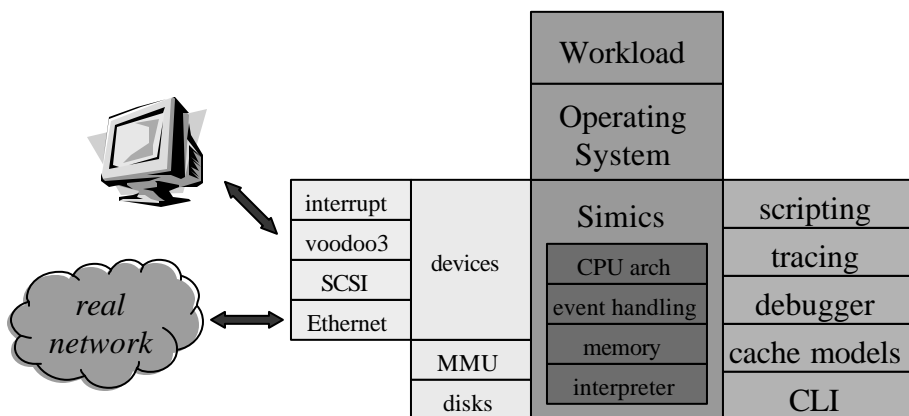 Workload
Operating
System
interrupt
voodoo3
SCSI
Ethernet
devices
MMU
disks
Simics
CPU arch
event handling
memory
interpreter
scripting
tracing
debugger
cache models
CLI
real
network